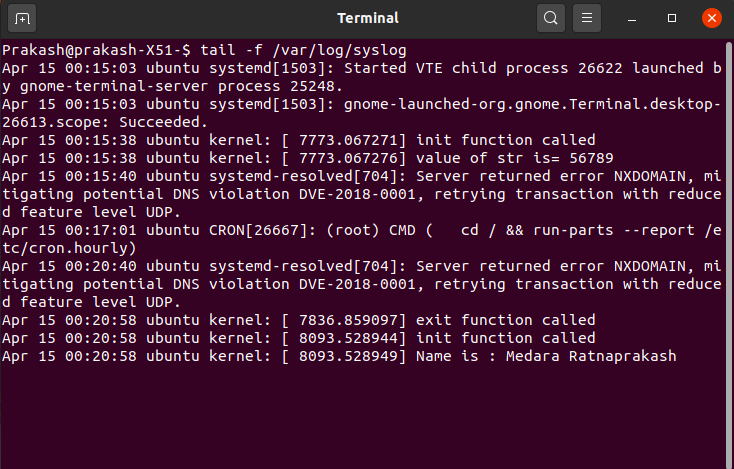 Terminal
Prakash@prakash-X51-$ tail -f /var/log/syslog
Apr 15 00:15:03 ubuntu systemd[1503]: Started VTE child process 26622 launched b
y gnome-terminal-server process 25248.
Apr 15 00:15:03 ubuntu systemd[1503]: gnome-launched-org.gnome.Terminal.desktop-
26613.scope: Succeeded.
Apr 15 00:15:38 ubuntu kernel: [ 7773.067271] init function called
Apr 15 00:15:38 ubuntu kernel: [ 7773.067276] value of str is= 56789
Apr 15 00:15:40 ubuntu systemd-resolved[704]: Server returned error NXDOMAIN, mi
tigating potential DNS violation DVE-2018-0001, retrying transaction with reduce
d feature level UDP.
Apr 15 00:17:01 ubuntu CRON[26667]: (root) CMD (   cd / && run-parts --report /e
tc/cron.hourly)
Apr 15 00:20:40 ubuntu systemd-resolved[704]: Server returned error NXDOMAIN, mi
tigating potential DNS violation DVE-2018-0001, retrying transaction with reduce
d feature level UDP.
Apr 15 00:20:58 ubuntu kernel: [ 7836.859097] exit function called
Apr 15 00:20:58 ubuntu kernel: [ 8093.528944] init function called
Apr 15 00:20:58 ubuntu kernel: [ 8093.528949] Name is : Medara Ratnaprakash